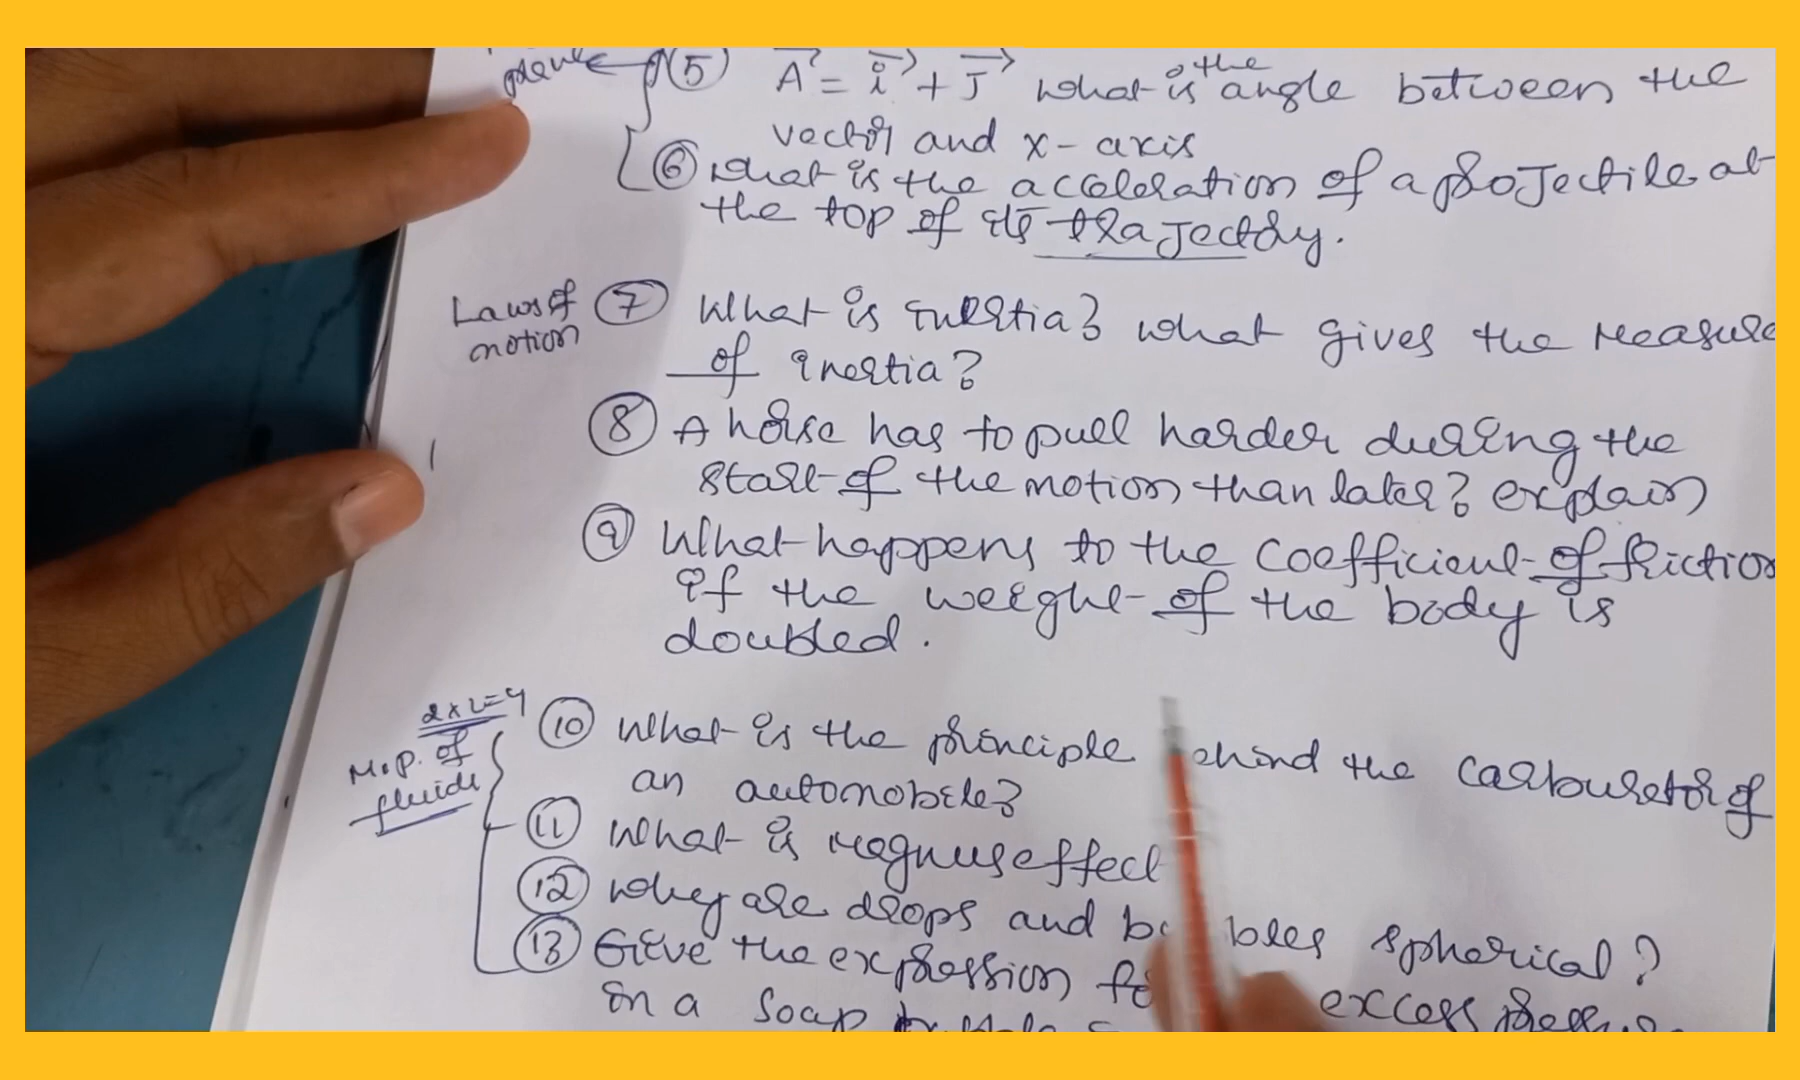 plane (5) A = i + J what is the angle between the
vector and x-axis
(6) What is the acceleration of a projectile at
the top of its trajectory.
Laws of motion (7) What is inertia? What gives the measure
of inertia?
(8) A horse has to pull harder during the
start of the motion than later? explain
(9) What happens to the coefficient of friction
if the weight of the body is
doubled.
2x2=4
M.P. of fluids (10) What is the principle behind the carburetor of
an automobile?
(11) What is magnus effect
(12) why are drops and bubbles spherical?
(13) Give the expression for excess
in a soap